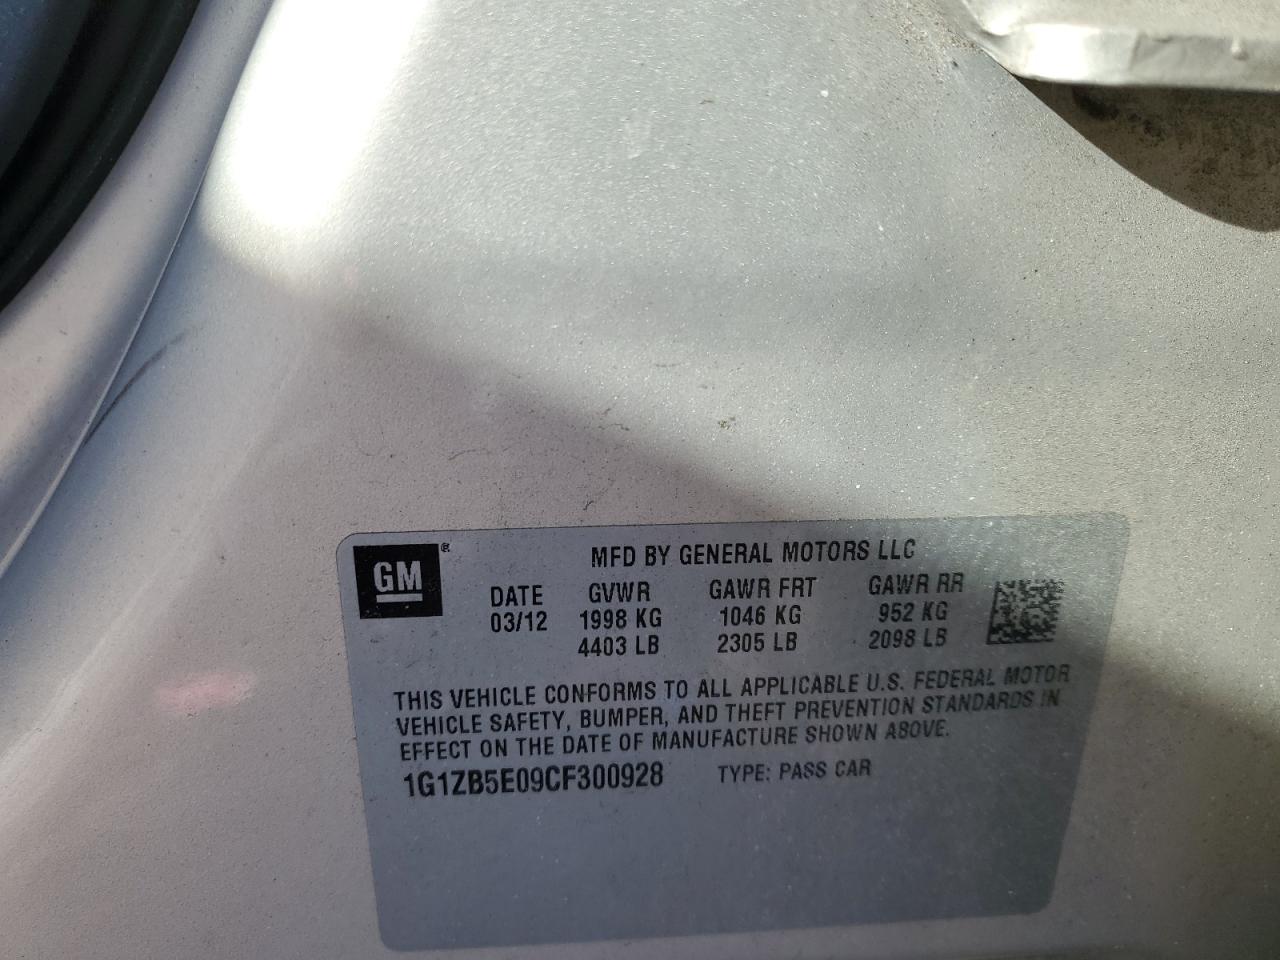 GM®
MFD BY GENERAL MOTORS LLC
DATE GVWR GAWR FRT GAWR RR
03/12 1998 KG 1046 KG 952 KG
4403 LB 2305 LB 2098 LB
THIS VEHICLE CONFORMS TO ALL APPLICABLE U.S. FEDERAL MOTOR
VEHICLE SAFETY, BUMPER, AND THEFT PREVENTION STANDARDS IN
EFFECT ON THE DATE OF MANUFACTURE SHOWN ABOVE.
1G1ZB5E09CF300928 TYPE: PASS CAR